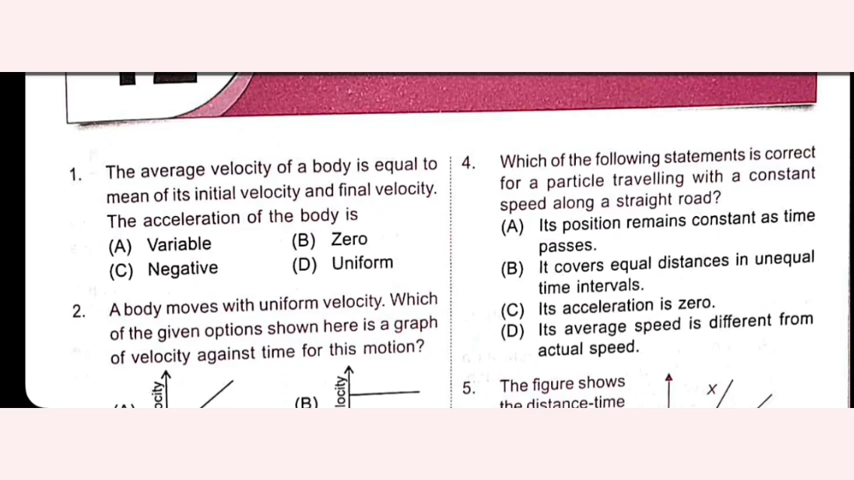 1. The average velocity of a body is equal to
mean of its initial velocity and final velocity.
The acceleration of the body is
(A) Variable (B) Zero
(C) Negative (D) Uniform
2. A body moves with uniform velocity. Which
of the given options shown here is a graph
of velocity against time for this motion?
(B)
4. Which of the following statements is correct
for a particle travelling with a constant
speed along a straight road?
(A) Its position remains constant as time
passes.
(B) It covers equal distances in unequal
time intervals.
(C) Its acceleration is zero.
(D) Its average speed is different from
actual speed.
5. The figure shows
the distance-time
x